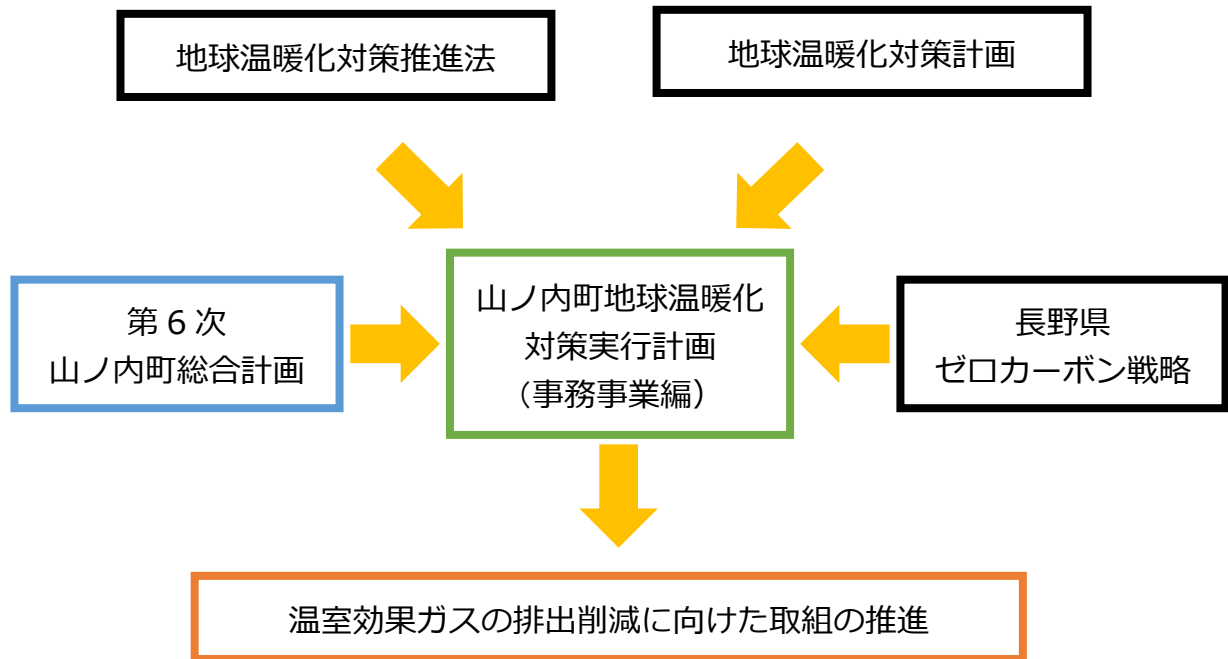 地球温暖化対策推進法
地球温暖化対策計画
第６次
山ノ内町総合計画
山ノ内町地球温暖化
対策実行計画
（事務事業編）
長野県
ゼロカーボン戦略
温室効果ガスの排出削減に向けた取組の推進